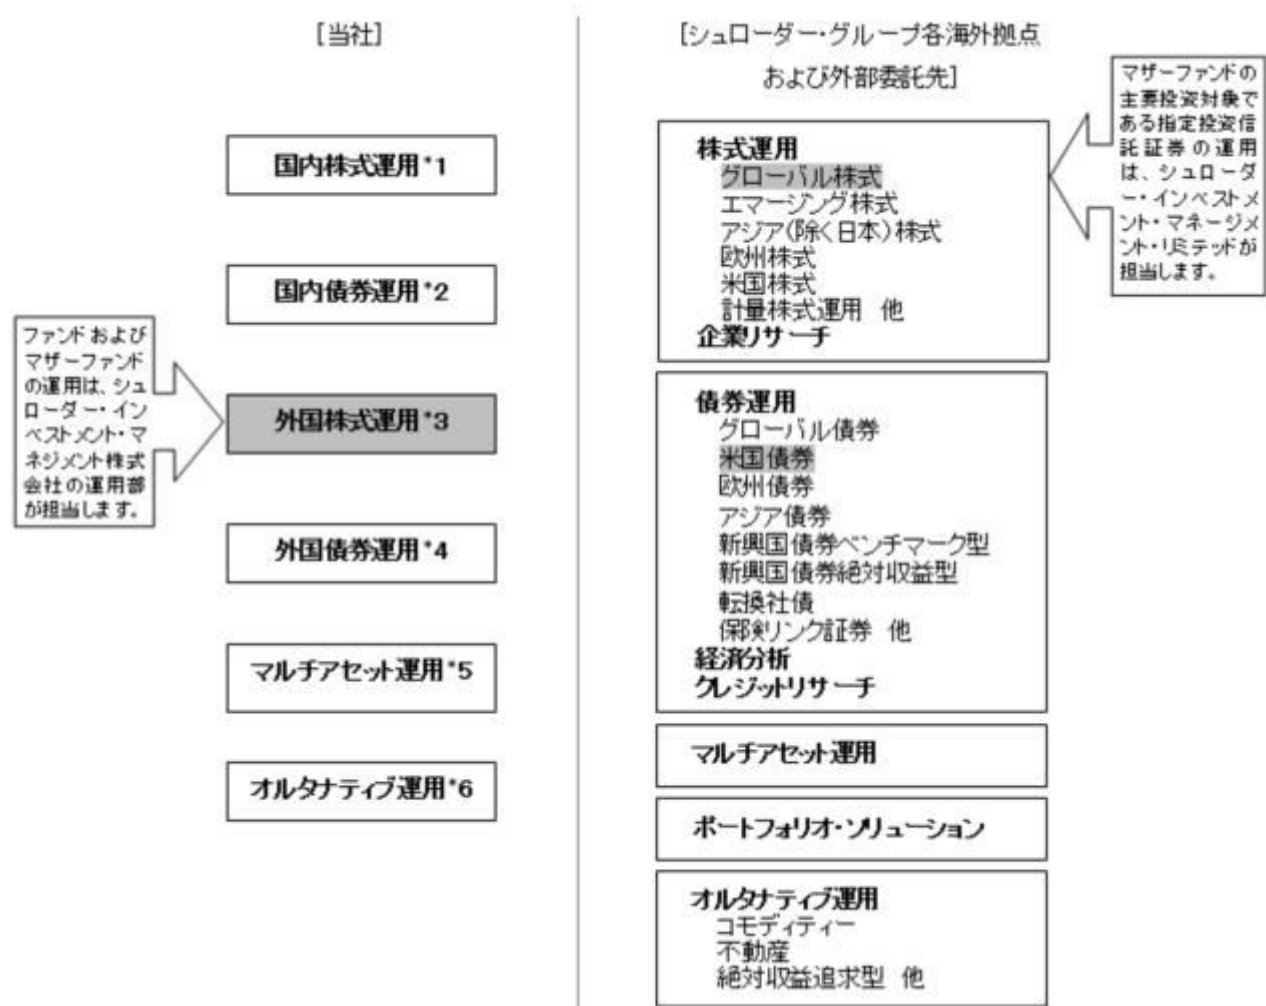 [当社]
国内株式運用*1
国内債券運用*2
ファンドおよび
マザーファンド
の運用は、シュ
ローダー・イン
ベストメント・マ
ネジメント株式
会社の運用部
が担当します。
外国株式運用*3
外国債券運用*4
マルチアセット運用*5
オルタナティブ運用*6
[シュローダー・グループ各海外拠点
および外部委託先]
株式運用
グローバル株式
エマージング株式
アジア(除く日本)株式
欧州株式
米国株式
計量株式運用 他
企業リサーチ
マザーファンドの
主要投資対象で
ある指定投資信
託証券の運用
は、シュローダ
ー・インベストメ
ント・マネージメ
ント・リミテッドが
担当します。
債券運用
グローバル債券
米国債券
欧州債券
アジア債券
新興国債券ベンチマーク型
新興国債券絶対収益型
転換社債
保険リンク証券 他
経済分析
クレジットリサーチ
マルチアセット運用
ポートフォリオ・ソリューション
オルタナティブ運用
コモディティー
不動産
絶対収益追求型 他